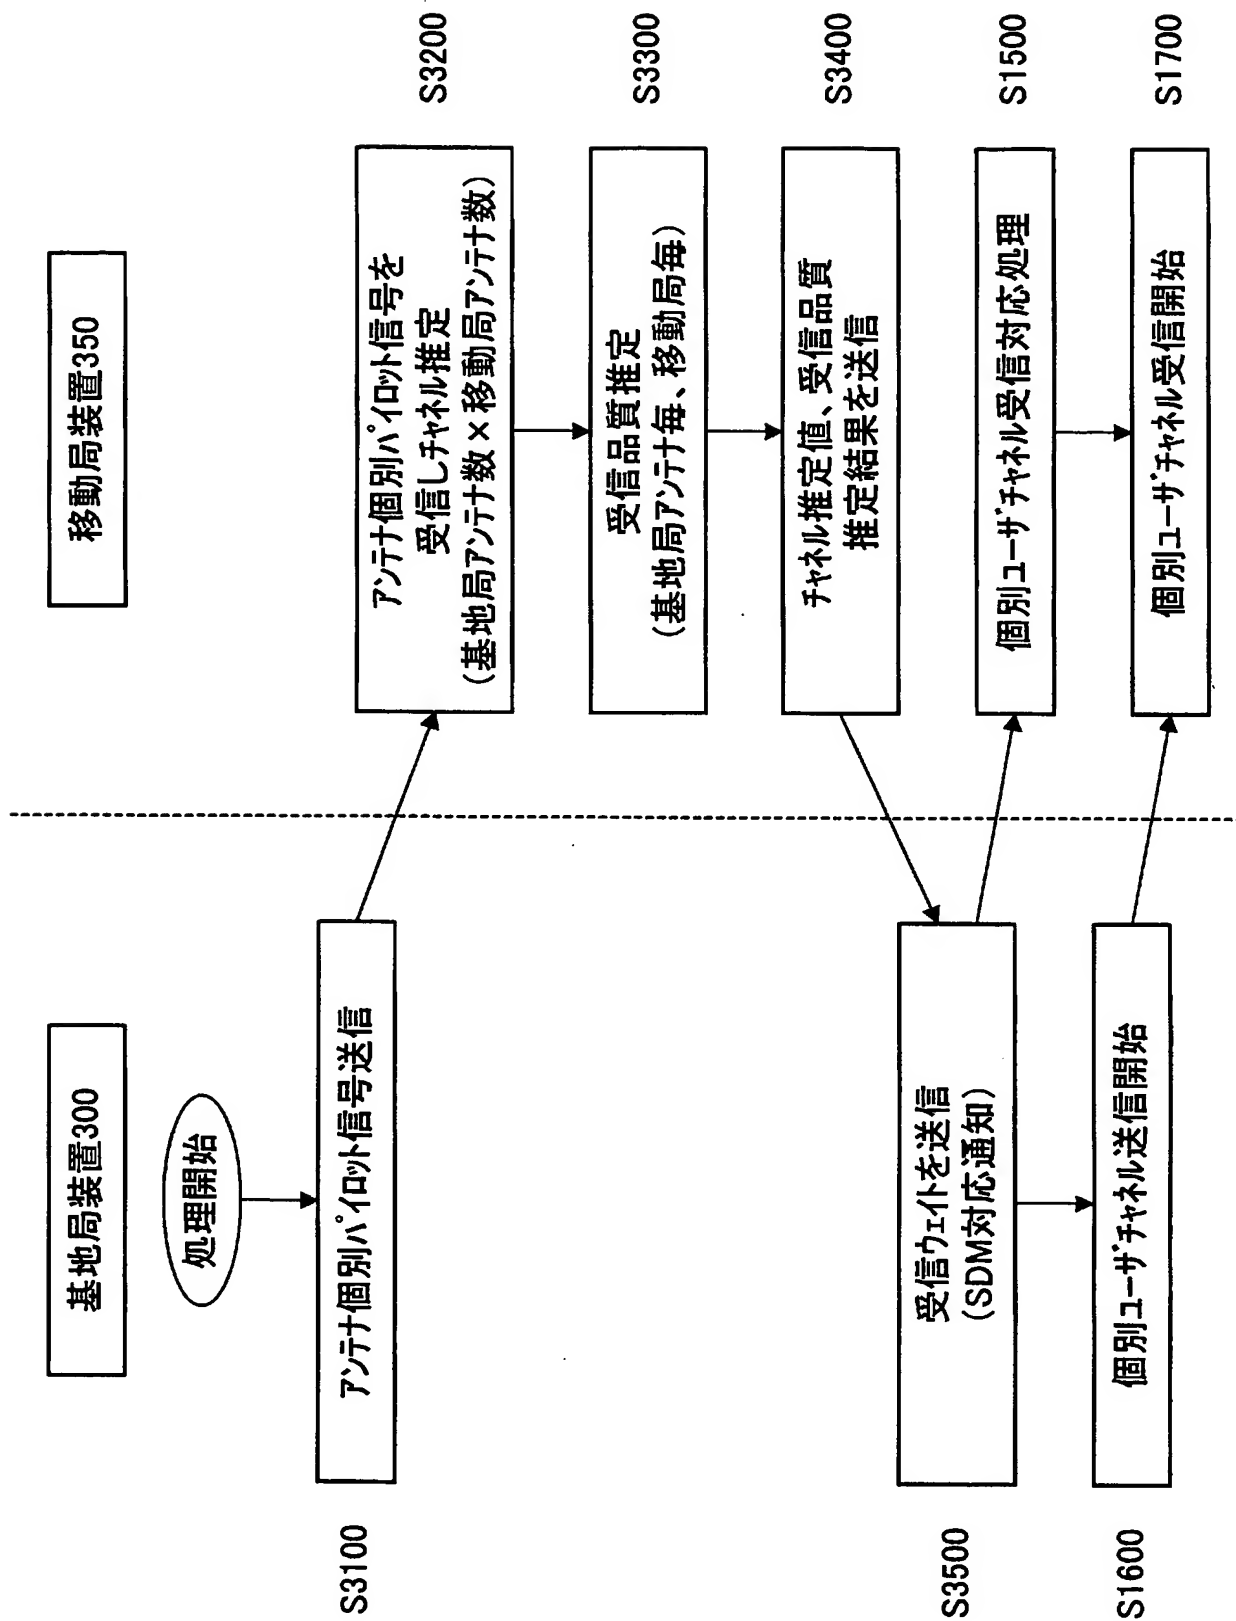 基地局装置300
移動局装置350
処理開始
S3100
アンテナ個別パイロット信号送信
アンテナ個別パイロット信号を
受信しチャネル推定
(基地局アンテナ数×移動局アンテナ数)
S3200
受信品質推定
(基地局アンテナ毎、移動局毎)
S3300
チャネル推定値、受信品質
推定結果を送信
S3400
S3500
受信ウェイトを送信
(SDM対応通知)
個別ユーザチャネル受信対応処理
S1500
S1600
個別ユーザチャネル送信開始
個別ユーザチャネル受信開始
S1700